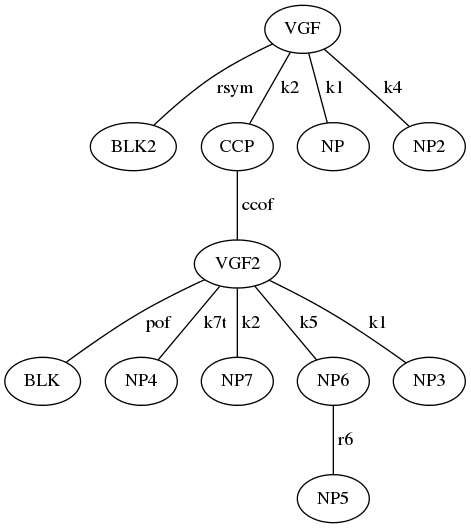 VGF
rsym k2 k1 k4
BLK2 CCP NP NP2
ccof
VGF2
pof k7t k2 k5 k1
BLK NP4 NP7 NP6 NP3
r6
NP5